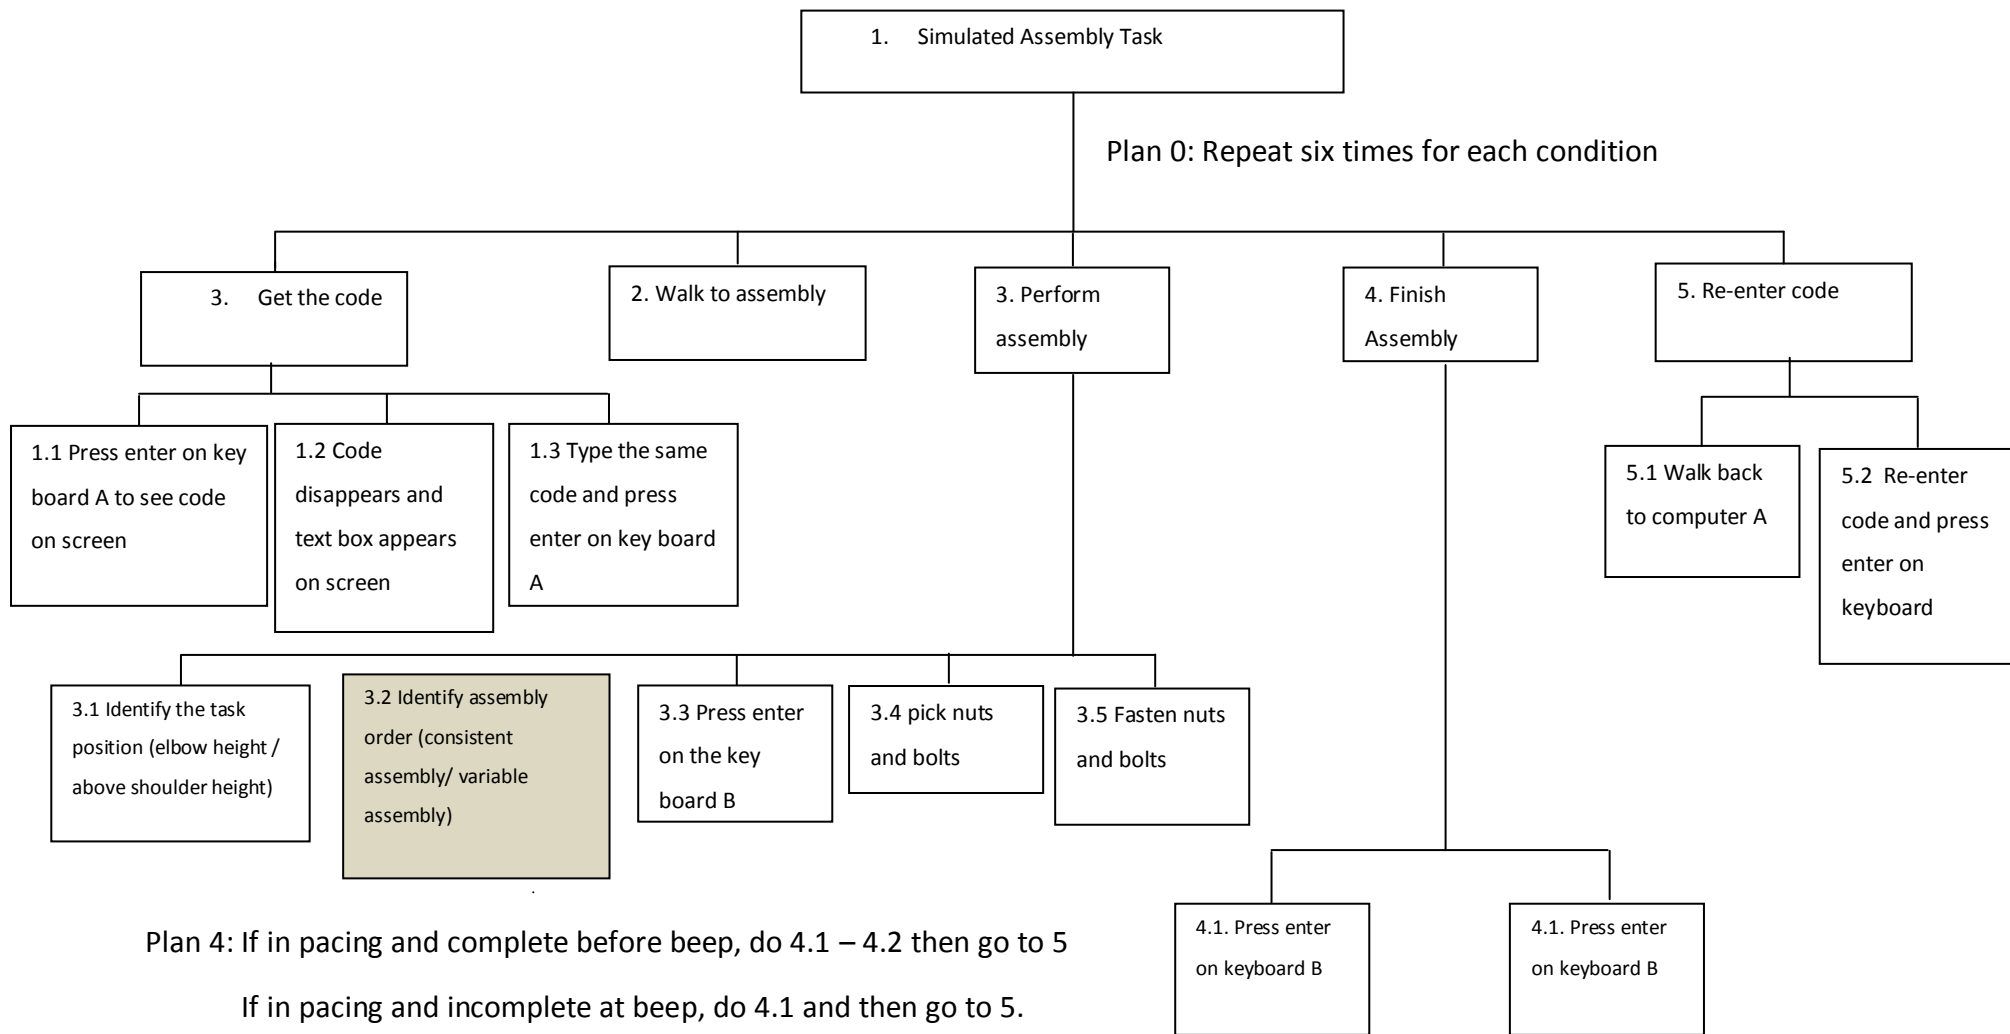 1. Simulated Assembly Task
Plan 0: Repeat six times for each condition
3. Get the code
2. Walk to assembly
3. Perform
assembly
4. Finish
Assembly
5. Re-enter code
1.1 Press enter on key
board A to see code
on screen
1.2 Code
disappears and
text box appears
on screen
1.3 Type the same
code and press
enter on key board
A
5.1 Walk back
to computer A
5.2 Re-enter
code and press
enter on
keyboard
3.1 Identify the task
position (elbow height /
above shoulder height)
3.2 Identify assembly
order (consistent
assembly/ variable
assembly)
3.3 Press enter
on the key
board B
3.4 pick nuts
and bolts
3.5 Fasten nuts
and bolts
4.1. Press enter
on keyboard B
4.1. Press enter
on keyboard B
Plan 4: If in pacing and complete before beep, do 4.1 – 4.2 then go to 5
If in pacing and incomplete at beep, do 4.1 and then go to 5.